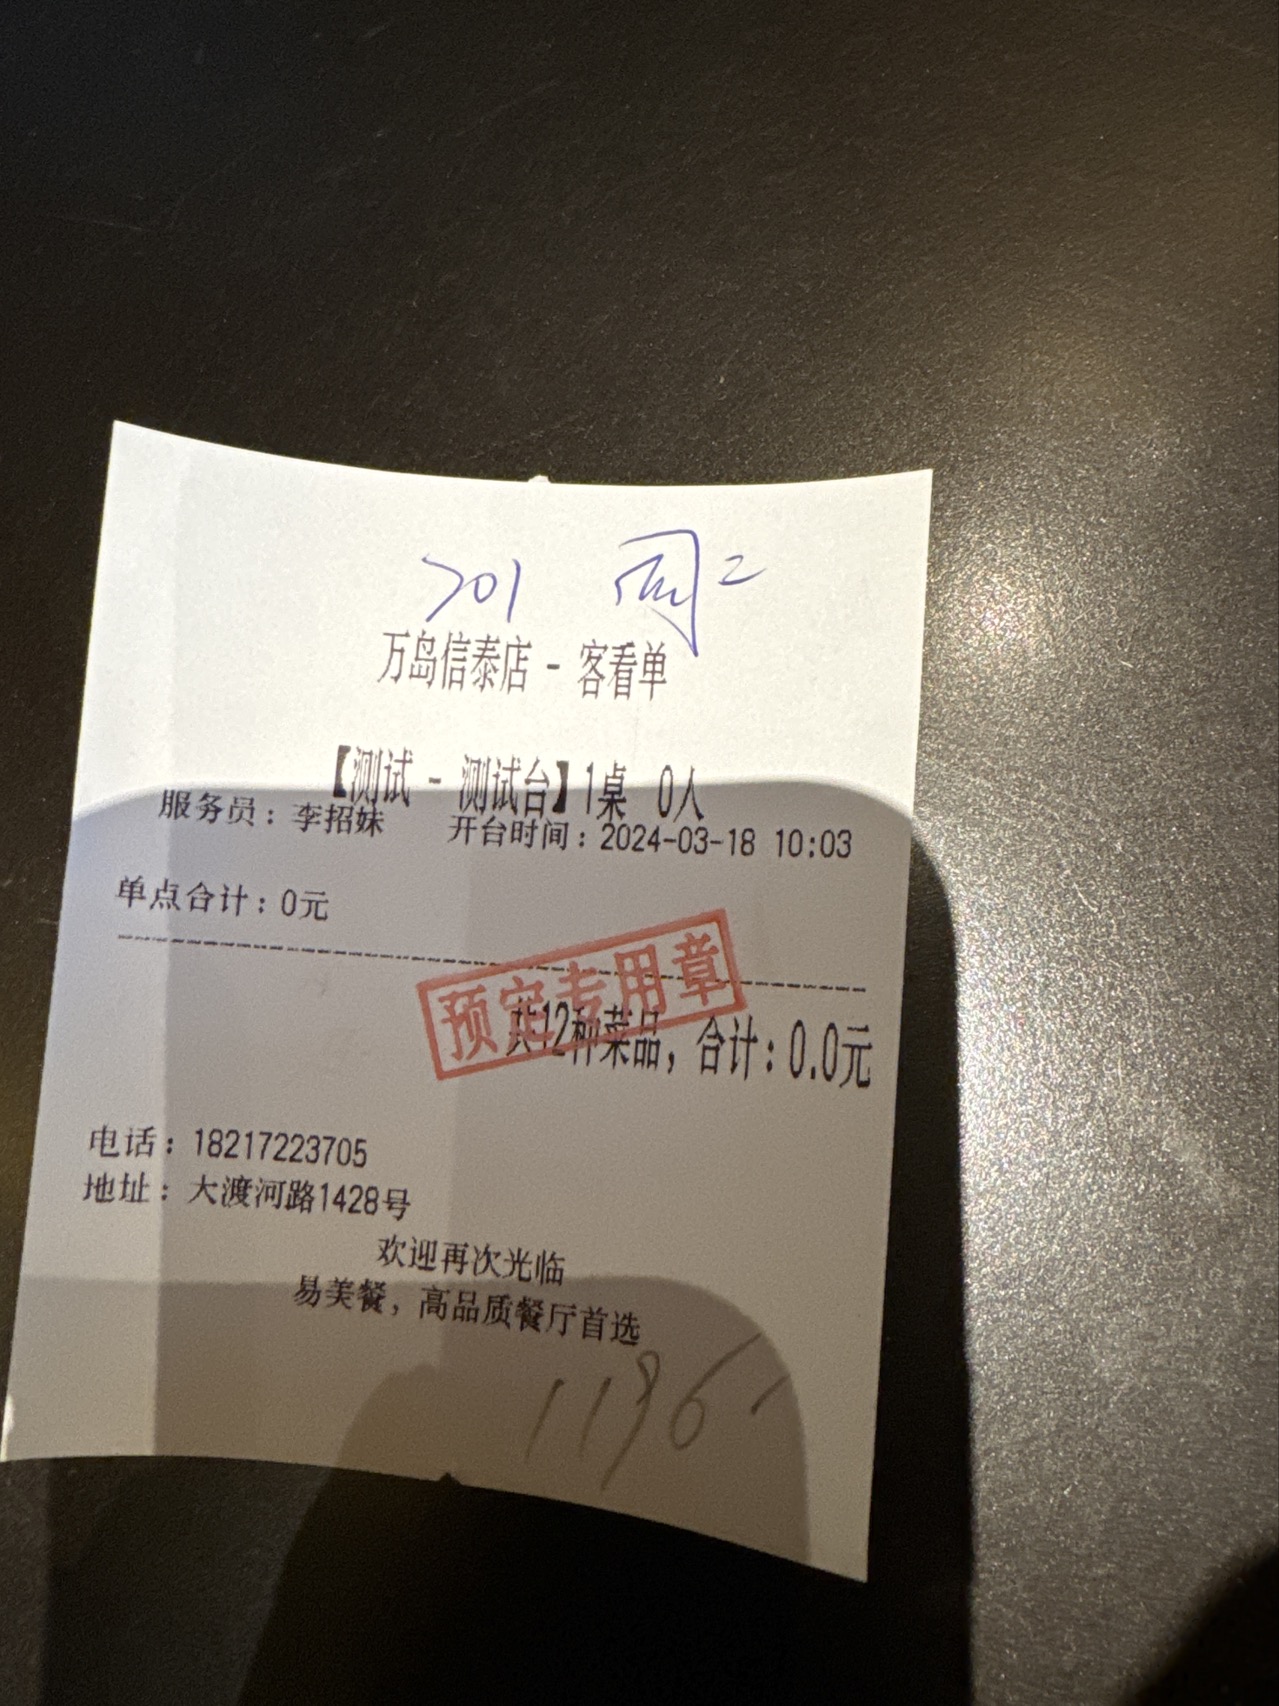 701 周二
万岛信泰店 - 客看单
【测试 - 测试台】1桌 0人
服务员：李招妹 开台时间：2024-03-18 10:03
单点合计：0元
预定专用章
共12种菜品，合计：0.0元
电话：18217223705
地址：大渡河路1428号
欢迎再次光临
易美餐，高品质餐厅首选
1196-